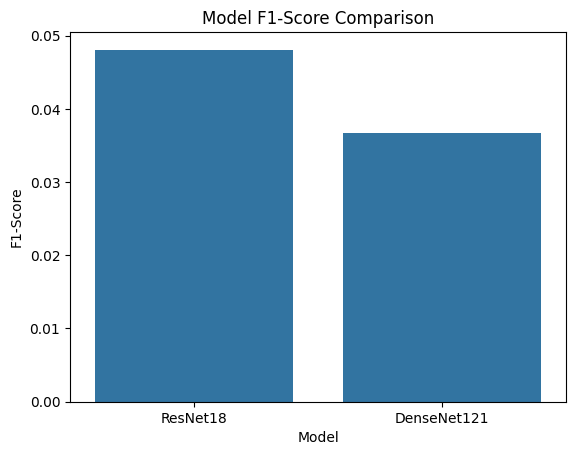 Model F1-Score Comparison
0.05
0.04
0.03
0.02
0.01
0.00
F1-Score
ResNet18 DenseNet121
Model